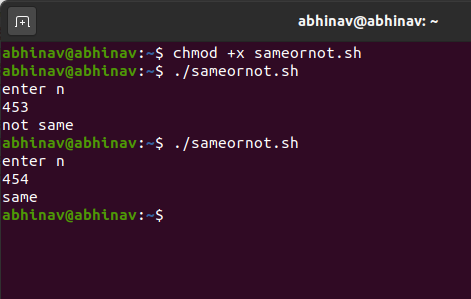 abhinav@abhinav: ~
abhinav@abhinav:~$ chmod +x sameornot.sh
abhinav@abhinav:~$ ./sameornot.sh
enter n
453
not same
abhinav@abhinav:~$ ./sameornot.sh
enter n
454
same
abhinav@abhinav:~$